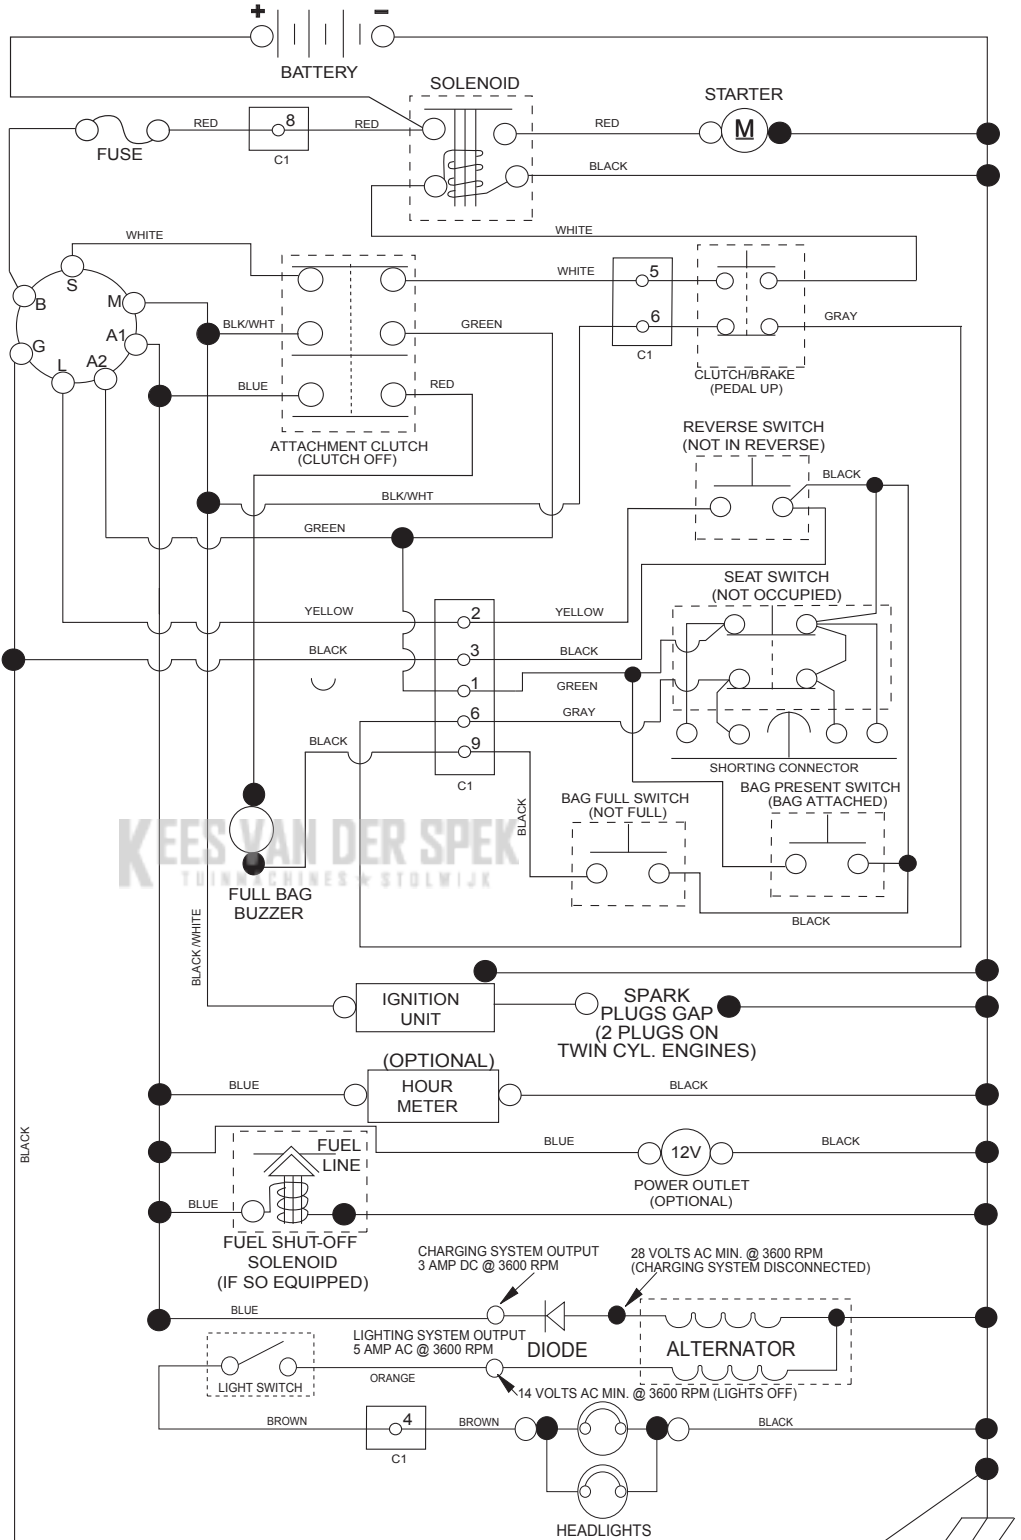 + -
BATTERY
SOLENOID
STARTER
RED
8
RED
RED
M
FUSE
C1
BLACK
WHITE
WHITE
S
B
M
A1
G
L
A2
WHITE
5
BLK/WHT
GREEN
6
GRAY
C1
CLUTCH/BRAKE
(PEDAL UP)
BLUE
RED
ATTACHMENT CLUTCH
(CLUTCH OFF)
REVERSE SWITCH
(NOT IN REVERSE)
BLACK
BLK/WHT
GREEN
SEAT SWITCH
(NOT OCCUPIED)
YELLOW
2
YELLOW
BLACK
3
BLACK
1
GREEN
6
GRAY
BLACK
9
C1
SHORTING CONNECTOR
BAG PRESENT SWITCH
(BAG ATTACHED)
BAG FULL SWITCH
(NOT FULL)
BLACK
KEES VAN DER SPEK
TUINMACHINES ★ STOLWIJK
FULL BAG
BUZZER
BLACK
BLACK /WHITE
IGNITION
UNIT
SPARK
PLUGS GAP
(2 PLUGS ON
TWIN CYL. ENGINES)
(OPTIONAL)
BLUE
HOUR
METER
BLACK
BLACK
FUEL
LINE
BLUE
12V
BLACK
POWER OUTLET
(OPTIONAL)
BLUE
FUEL SHUT-OFF
SOLENOID
(IF SO EQUIPPED)
CHARGING SYSTEM OUTPUT
3 AMP DC @ 3600 RPM
28 VOLTS AC MIN. @ 3600 RPM
(CHARGING SYSTEM DISCONNECTED)
BLUE
LIGHTING SYSTEM OUTPUT
5 AMP AC @ 3600 RPM
DIODE
ALTERNATOR
LIGHT SWITCH
ORANGE
14 VOLTS AC MIN. @ 3600 RPM (LIGHTS OFF)
BROWN
4
BROWN
BLACK
C1
HEADLIGHTS